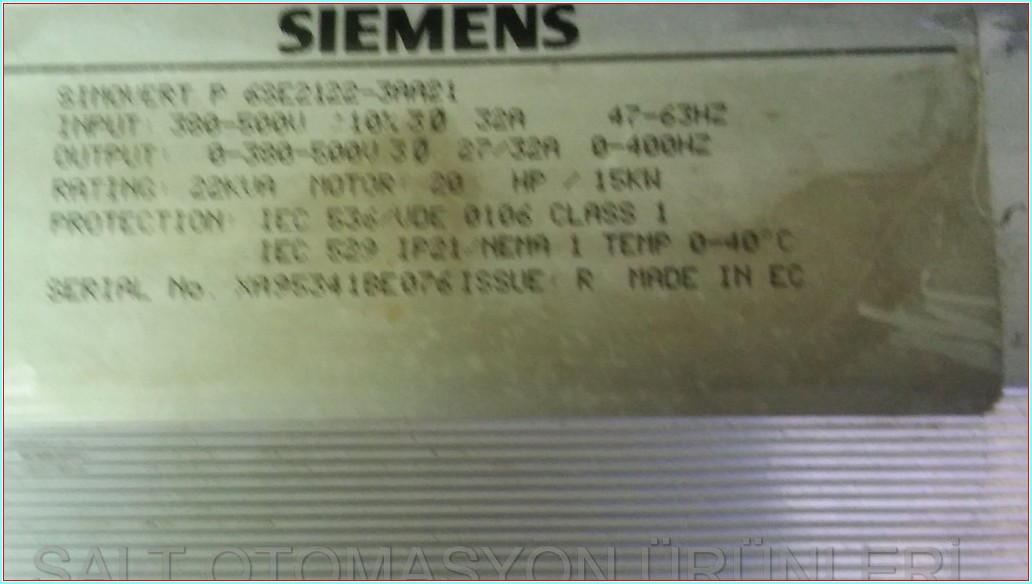 SIEMENS
SIMOVERT P 6SE2122-3AA21
INPUT: 380-500V ±10% 3Ø 32A 47-63HZ
OUTPUT: 0-380-500V 3Ø 27/32A 0-400HZ
RATING: 22KVA MOTOR: 20 HP / 15KW
PROTECTION: IEC 536/VDE 0106 CLASS 1
IEC 529 IP21/NEMA 1 TEMP 0-40°C
SERIAL No. XA953418E076 ISSUE: R MADE IN EC
SALT OTOMASYON ÜRÜNLERİ